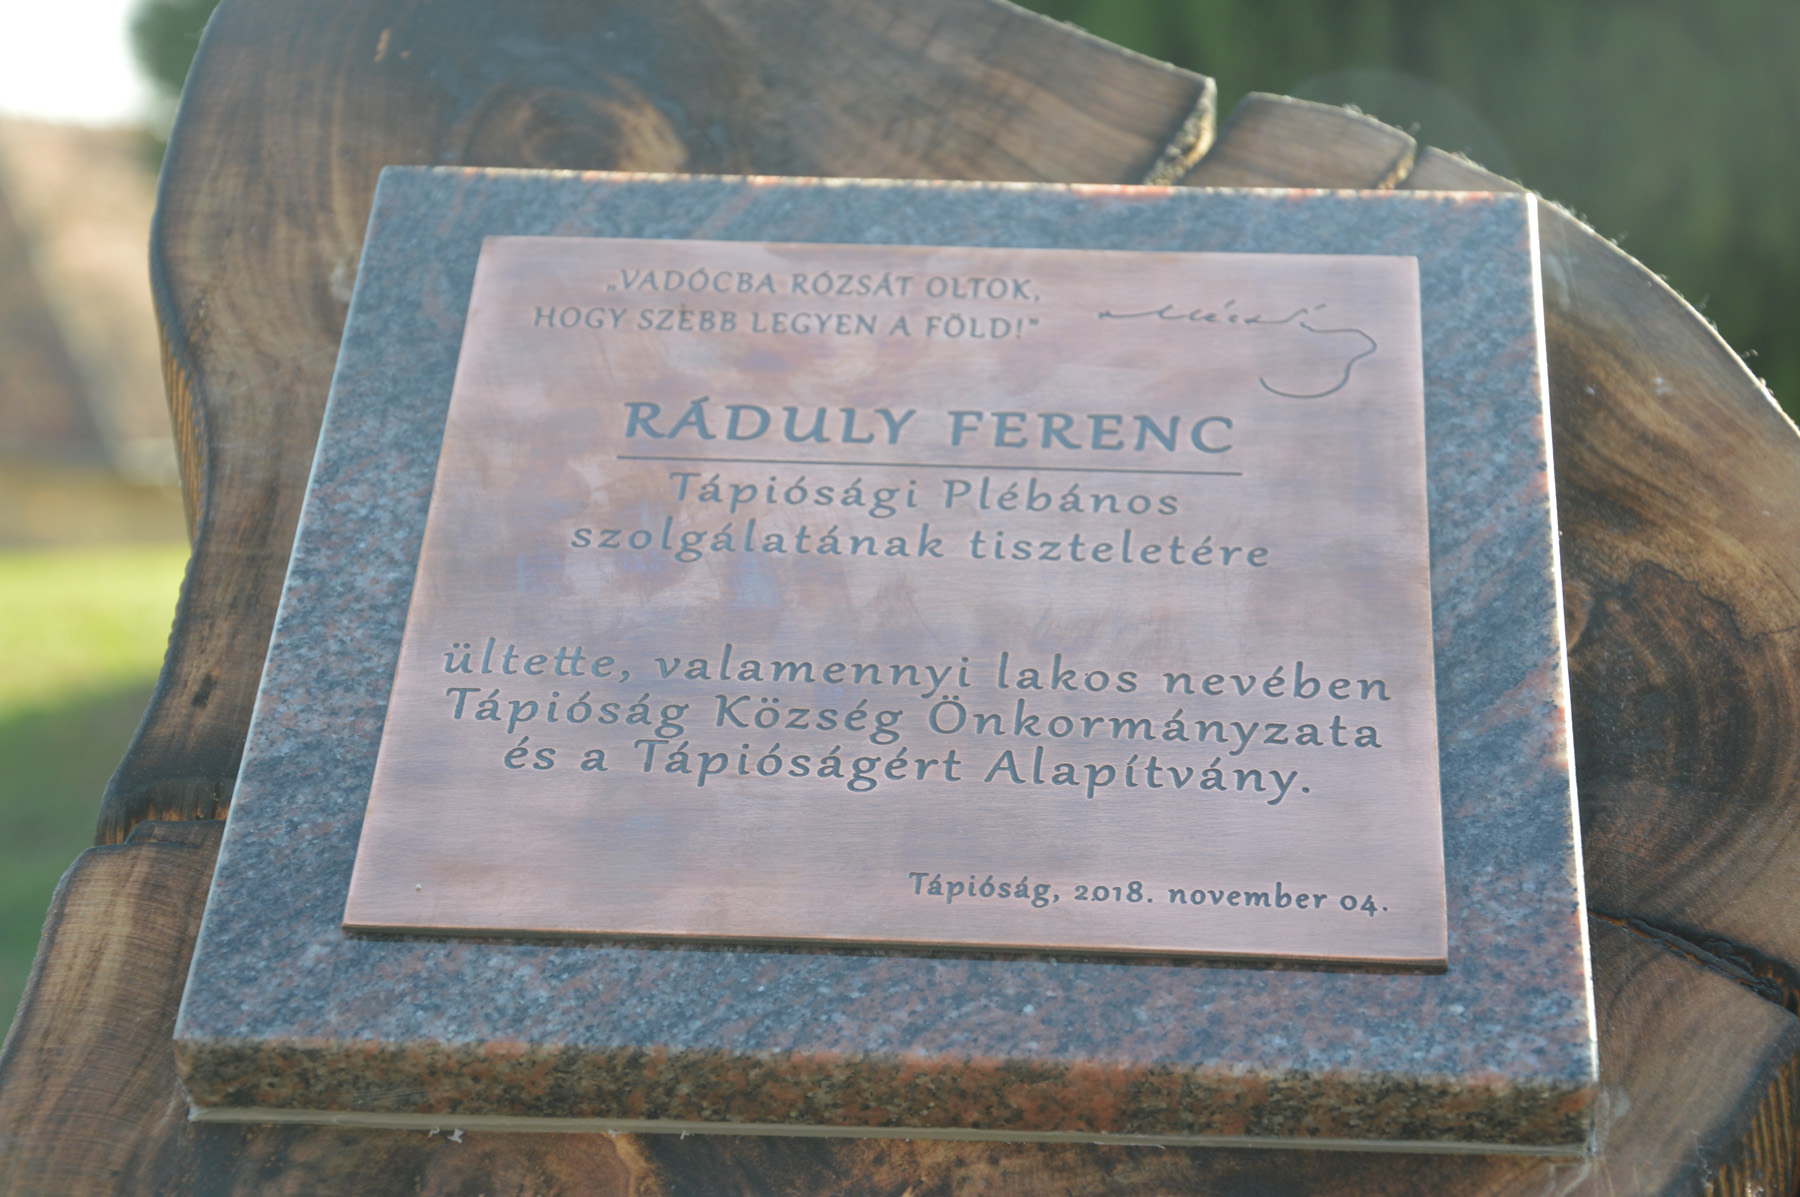 „VADÓCBA RÓZSÁT OLTOK,
HOGY SZEBB LEGYEN A FÖLD!”
RÁDULY FERENC
Tápiósági Plébános
szolgálatának tiszteletére
ültette, valamennyi lakos nevében
Tápióság Község Önkormányzata
és a Tápióságért Alapítvány.
Tápióság, 2018. november 04.